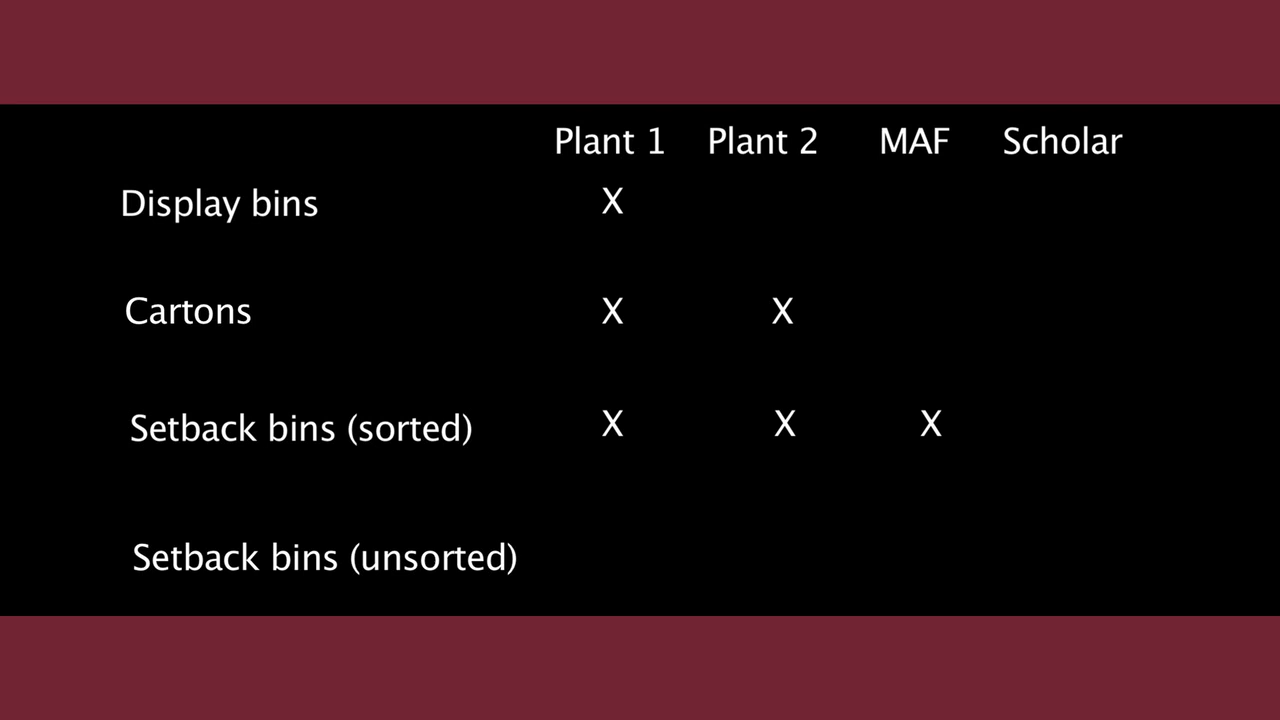 Plant 1 Plant 2 MAF Scholar
Display bins X
Cartons X X
Setback bins (sorted) X X X
Setback bins (unsorted)